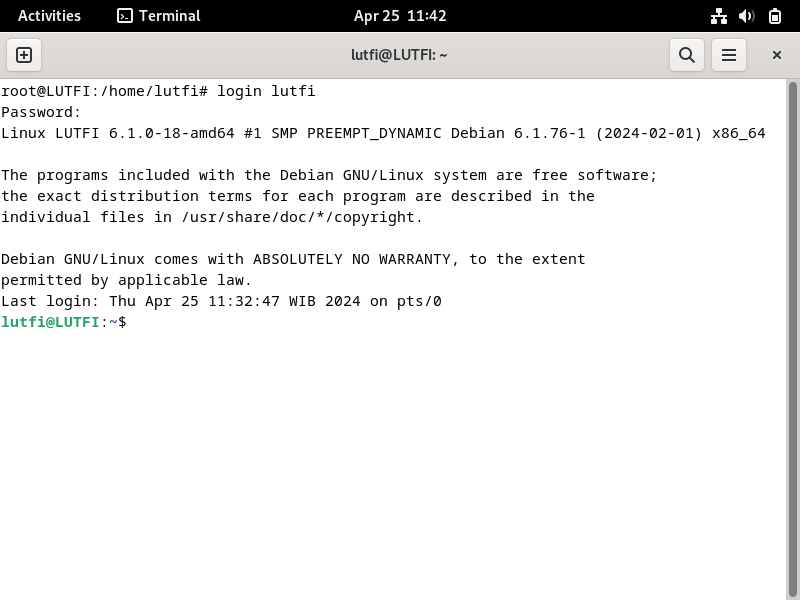 Activities Terminal Apr 25 11:42
lutfi@LUTFI: ~
root@LUTFI:/home/lutfi# login lutfi
Password:
Linux LUTFI 6.1.0-18-amd64 #1 SMP PREEMPT_DYNAMIC Debian 6.1.76-1 (2024-02-01) x86_64
The programs included with the Debian GNU/Linux system are free software;
the exact distribution terms for each program are described in the
individual files in /usr/share/doc/*/copyright.
Debian GNU/Linux comes with ABSOLUTELY NO WARRANTY, to the extent
permitted by applicable law.
Last login: Thu Apr 25 11:32:47 WIB 2024 on pts/0
lutfi@LUTFI:~$